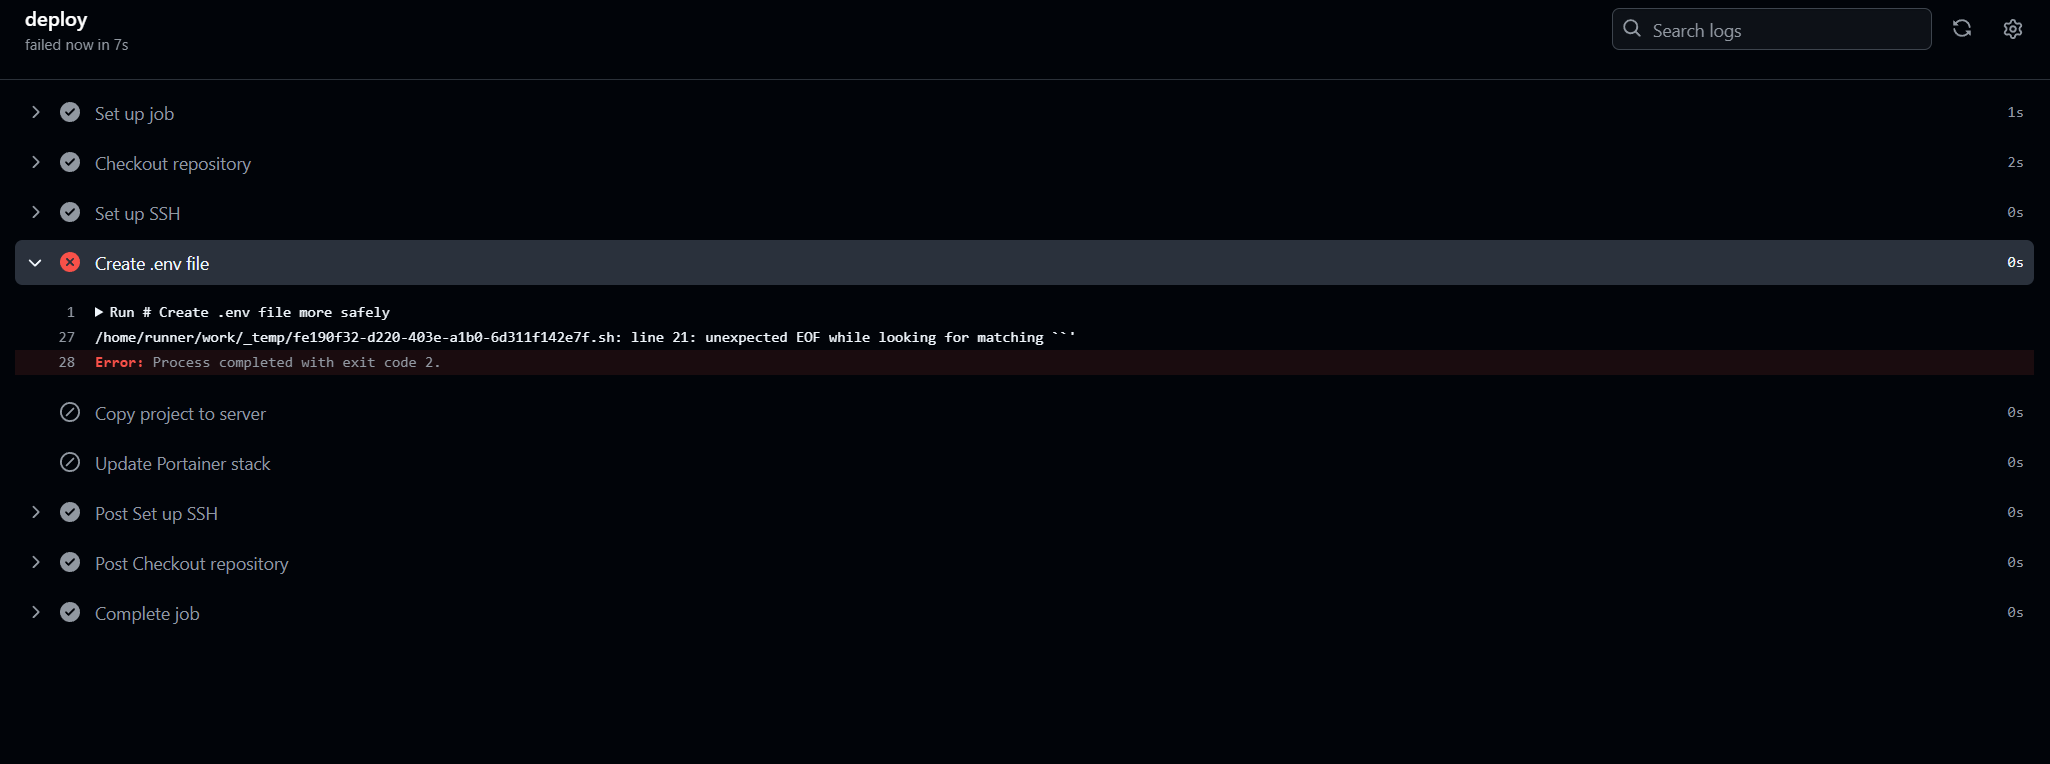 deploy
failed now in 7s
Search logs
Set up job 1s
Checkout repository 2s
Set up SSH 0s
Create .env file 0s
1 Run # Create .env file more safely
27 /home/runner/work/_temp/fe190f32-d220-403e-a1b0-6d311f142e7f.sh: line 21: unexpected EOF while looking for matching ``'
28 Error: Process completed with exit code 2.
Copy project to server 0s
Update Portainer stack 0s
Post Set up SSH 0s
Post Checkout repository 0s
Complete job 0s